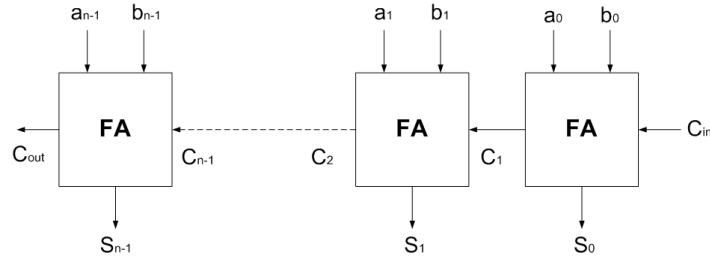 an-1 bn-1 a1 b1 a0 b0
FA FA FA
Cout Cn-1 C2 C1 Cin
Sn-1 S1 S0